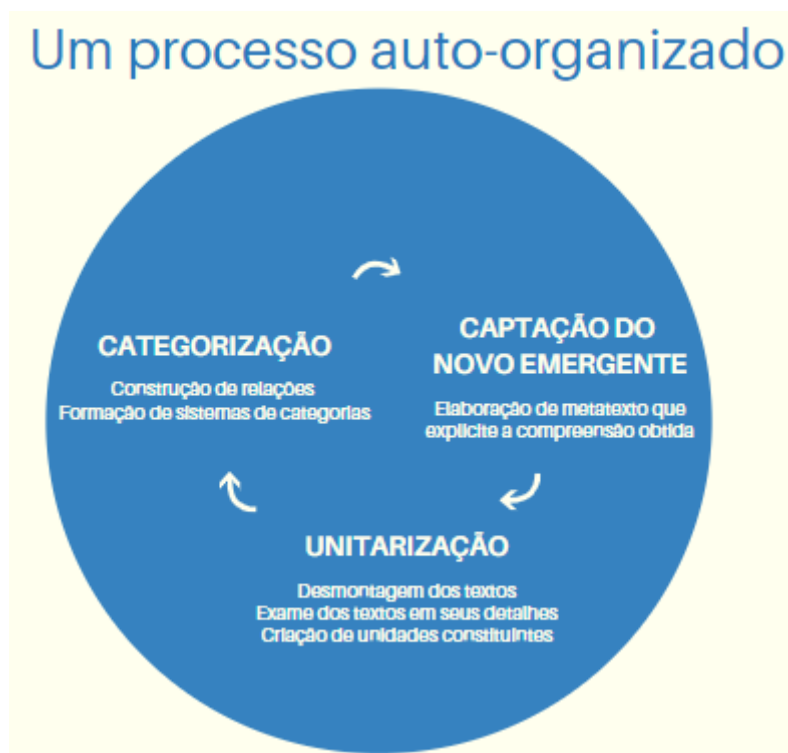 Um processo auto-organizado
CATEGORIZAÇÃO
Construção de relações
Formação de sistemas de categorias
CAPTAÇÃO DO
NOVO EMERGENTE
Elaboração de metatexto que
explicite a compreensão obtida
UNITARIZAÇÃO
Desmontagem dos textos
Exame dos textos em seus detalhes
Criação de unidades constituintes